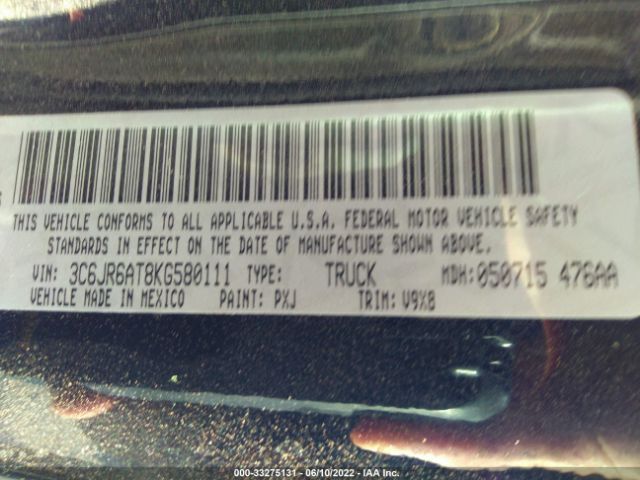 THIS VEHICLE CONFORMS TO ALL APPLICABLE U.S.A. FEDERAL MOTOR VEHICLE SAFETY
STANDARDS IN EFFECT ON THE DATE OF MANUFACTURE SHOWN ABOVE.
VIN: 3C6JR6AT8KG580111 TYPE: TRUCK MDH: 050715 476AA
VEHICLE MADE IN MEXICO PAINT: PXJ TRIM: V9X8
000-33275131 - 06/10/2022 - IAA Inc.